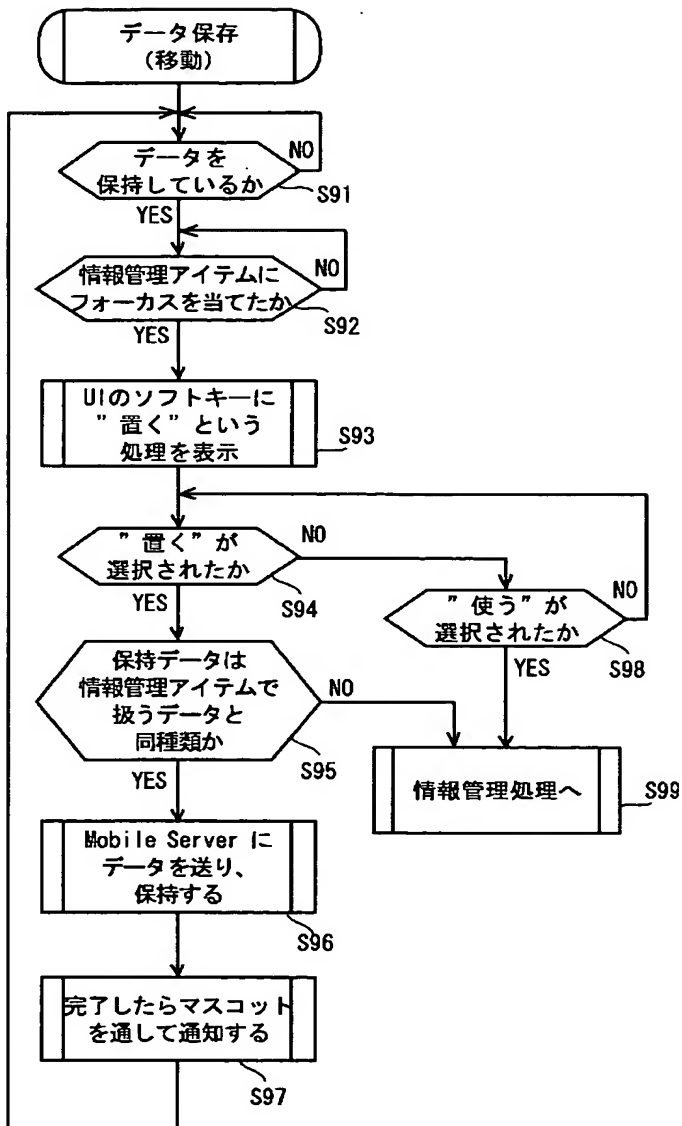 データ保存
(移動)
データを
保持しているか
NO
S91
YES
情報管理アイテムに
フォーカスを当てたか
NO
S92
YES
UIのソフトキーに
”置く”という
処理を表示
S93
”置く”が
選択されたか
NO
S94
YES
”使う”が
選択されたか
NO
S98
YES
保持データは
情報管理アイテムで
扱うデータと
同種類か
NO
S95
YES
情報管理処理へ
S99
Mobile Server に
データを送り、
保持する
S96
完了したらマスコット
を通して通知する
S97